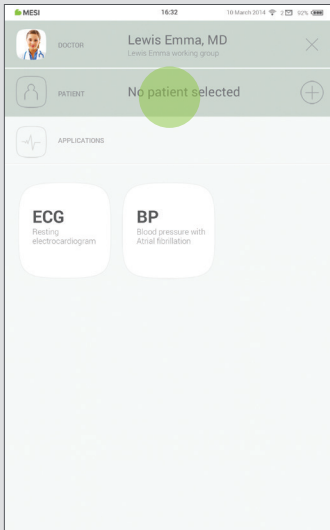 MESI 16:32 10 March 2014 2 92%
DOCTOR Lewis Emma, MD
Lewis Emma working group
PATIENT No patient selected
APPLICATIONS
ECG
Resting
electrocardiogram
BP
Blood pressure with
Atrial fibrillation